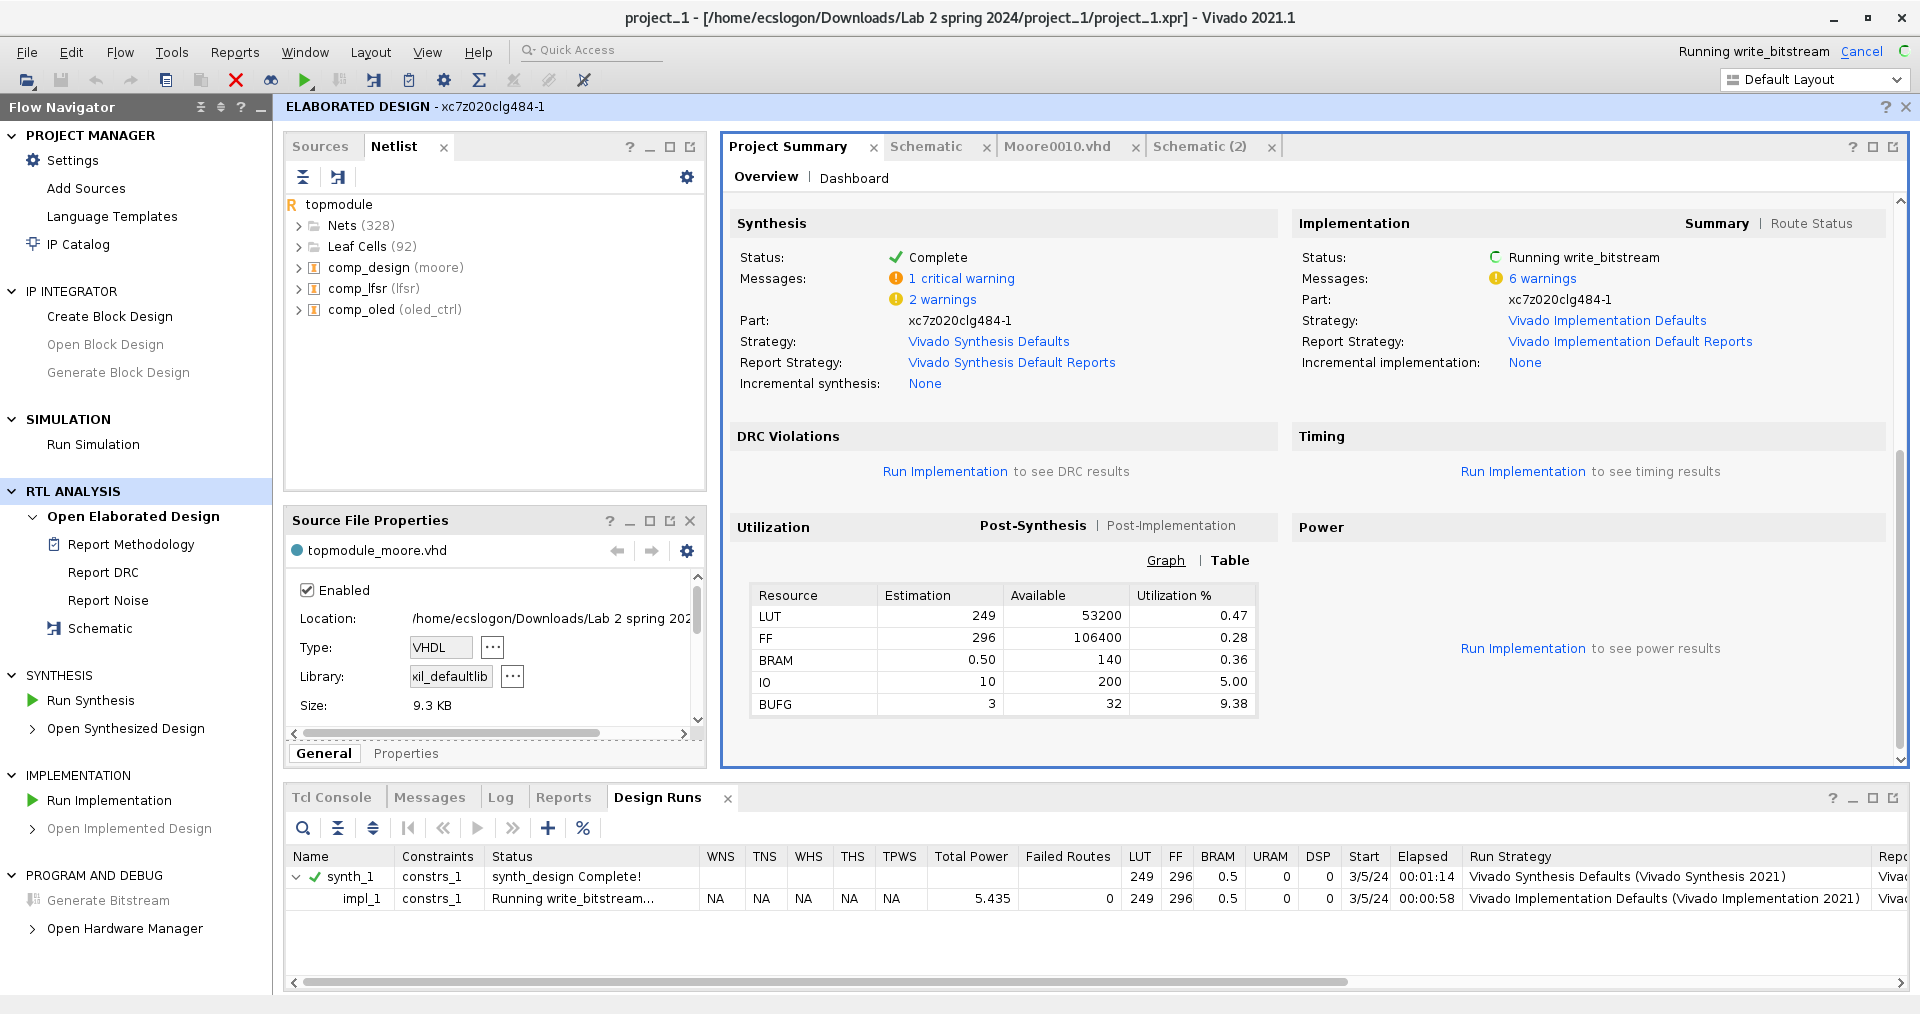 project_1 - [/home/ecslogon/Downloads/Lab 2 spring 2024/project_1/project_1.xpr] - Vivado 2021.1
File Edit Flow Tools Reports Window Layout View Help Quick Access
Running write_bitstream Cancel
Default Layout
Flow Navigator
ELABORATED DESIGN - xc7z020clg484-1
PROJECT MANAGER
Settings
Add Sources
Language Templates
IP Catalog
IP INTEGRATOR
Create Block Design
Open Block Design
Generate Block Design
SIMULATION
Run Simulation
RTL ANALYSIS
Open Elaborated Design
Report Methodology
Report DRC
Report Noise
Schematic
SYNTHESIS
Run Synthesis
Open Synthesized Design
IMPLEMENTATION
Run Implementation
Open Implemented Design
PROGRAM AND DEBUG
Generate Bitstream
Open Hardware Manager
Sources Netlist
topmodule
Nets (328)
Leaf Cells (92)
comp_design (moore)
comp_lfsr (lfsr)
comp_oled (oled_ctrl)
Source File Properties
topmodule_moore.vhd
Enabled
Location: /home/ecslogon/Downloads/Lab 2 spring 202
Type: VHDL ...
Library: xil_defaultlib ...
Size: 9.3 KB
General Properties
Project Summary Schematic Moore0010.vhd Schematic (2)
Overview | Dashboard
Synthesis
Status: Complete
Messages: 1 critical warning
2 warnings
Part: xc7z020clg484-1
Strategy: Vivado Synthesis Defaults
Report Strategy: Vivado Synthesis Default Reports
Incremental synthesis: None
Implementation Summary | Route Status
Status: Running write_bitstream
Messages: 6 warnings
Part: xc7z020clg484-1
Strategy: Vivado Implementation Defaults
Report Strategy: Vivado Implementation Default Reports
Incremental implementation: None
DRC Violations
Run Implementation to see DRC results
Timing
Run Implementation to see timing results
Utilization Post-Synthesis | Post-Implementation
Graph | Table
Resource Estimation Available Utilization %
LUT 249 53200 0.47
FF 296 106400 0.28
BRAM 0.50 140 0.36
IO 10 200 5.00
BUFG 3 32 9.38
Power
Run Implementation to see power results
Tcl Console Messages Log Reports Design Runs
Name Constraints Status WNS TNS WHS THS TPWS Total Power Failed Routes LUT FF BRAM URAM DSP Start Elapsed Run Strategy Repo
synth_1 constrs_1 synth_design Complete! 249 296 0.5 0 0 3/5/24 00:01:14 Vivado Synthesis Defaults (Vivado Synthesis 2021) Vivad
impl_1 constrs_1 Running write_bitstream... NA NA NA NA NA 5.435 0 249 296 0.5 0 0 3/5/24 00:00:58 Vivado Implementation Defaults (Vivado Implementation 2021) Vivad